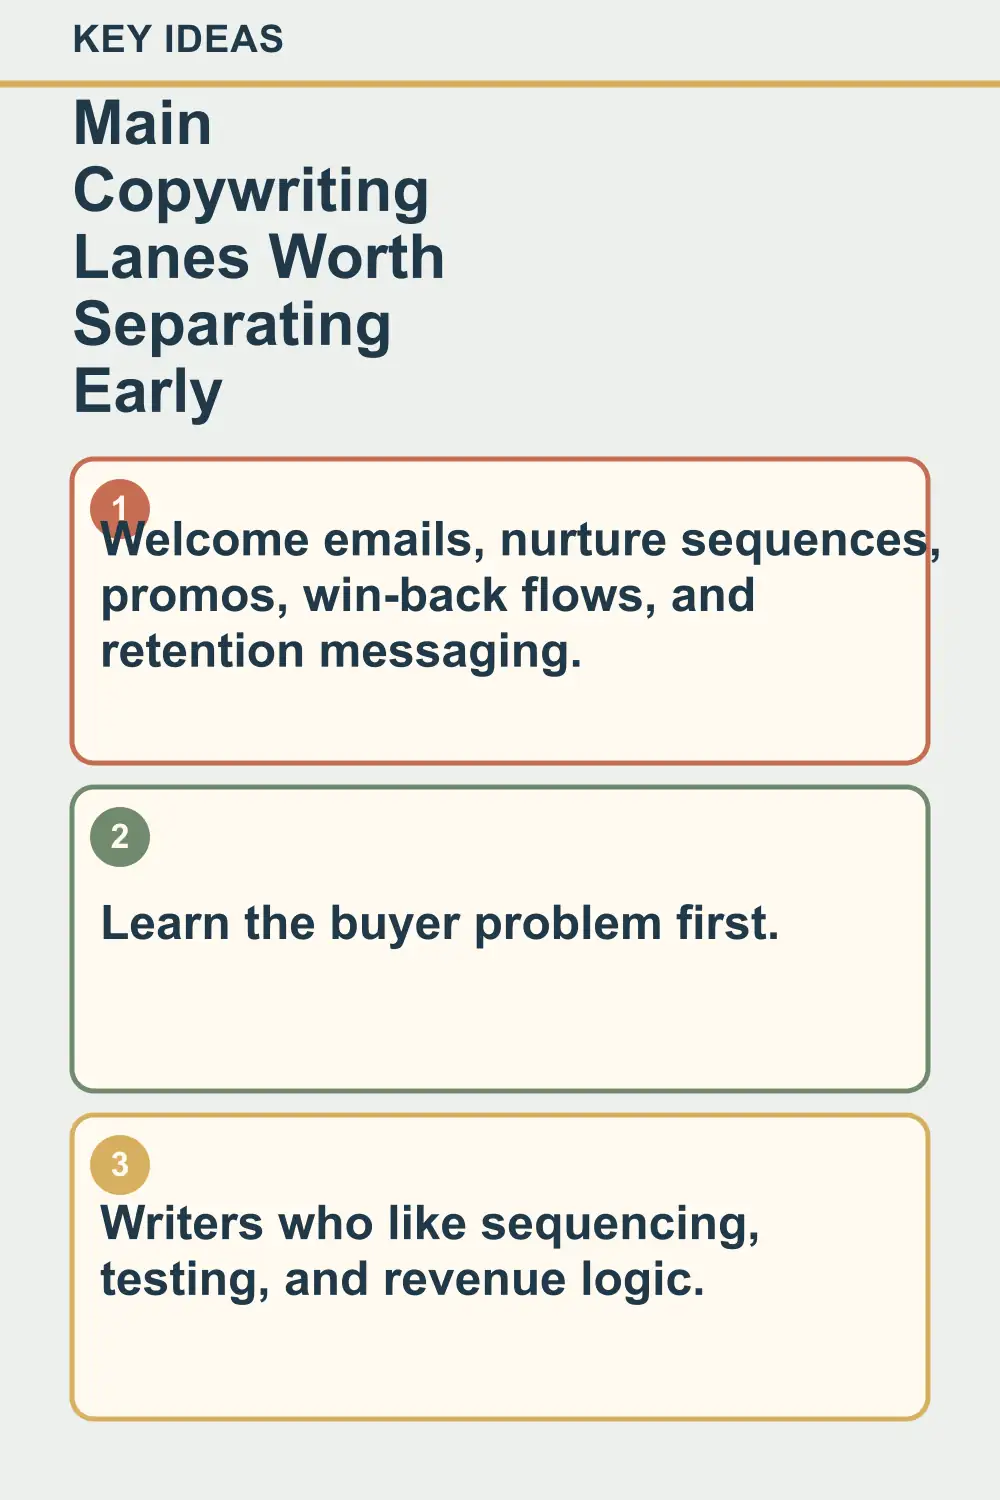 KEY IDEAS
Main
Copywriting
Lanes Worth
Separating
Early
1
Welcome emails, nurture sequences,
promos, win-back flows, and
retention messaging.
2
Learn the buyer problem first.
3
Writers who like sequencing,
testing, and revenue logic.